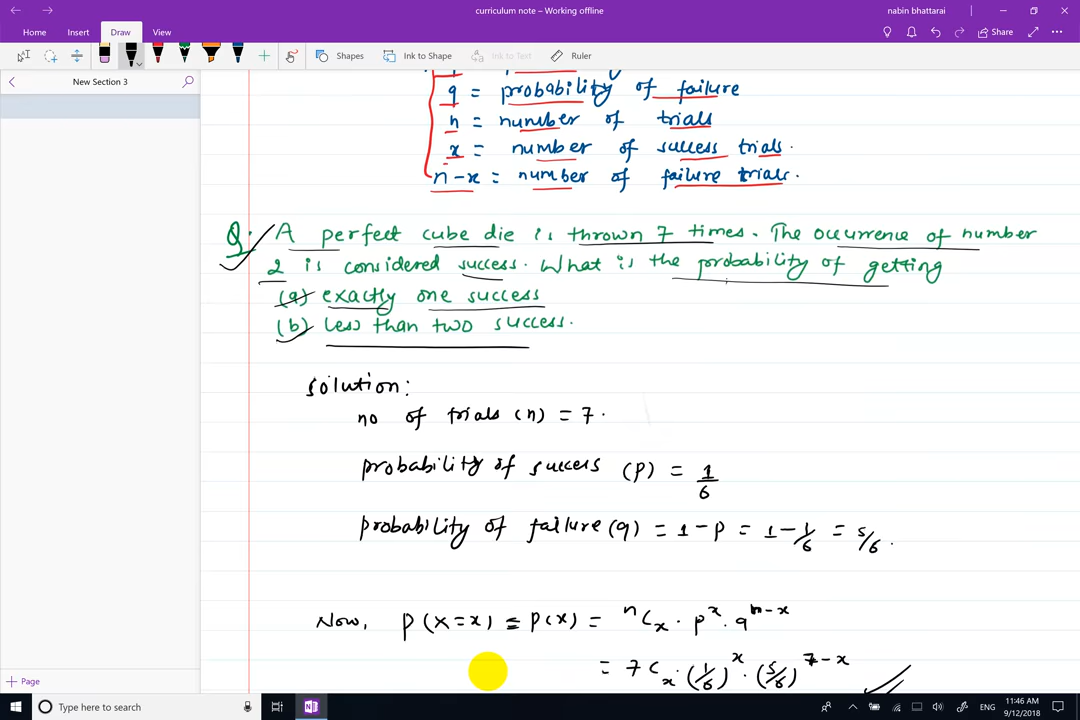 curriculum note – Working offline
nabin bhattarai
Home Insert Draw View
Share
Shapes Ink to Shape Ink to Text Ruler
New Section 3
q = probability of failure
n = number of trials
x = number of success trials.
n-x = number of failure trials.
Q. A perfect cube die is thrown 7 times. The occurrence of number
2 is considered success. What is the probability of getting
(a) exactly one success
(b) less than two success.
solution:
no of trials (n) = 7.
probability of success (p) = 1/6
probability of failure (q) = 1 - p = 1 - 1/6 = 5/6.
Now, p(X=x) = p(x) = ⁿCₓ . pˣ . qⁿ⁻ˣ
= 7Cₓ. (1/6)ˣ . (5/6)⁷⁻ˣ
+ Page
Type here to search
ENG
11:46 AM
9/12/2018